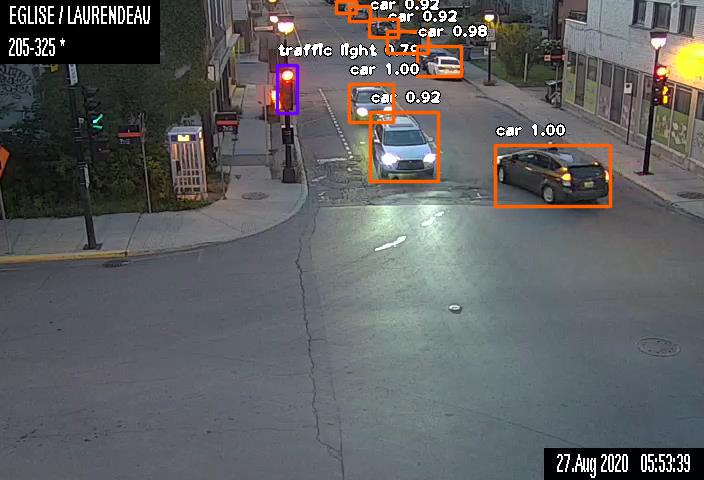 EGLISE / LAURENDEAU
205-325 *
car 0.92
car 0.92
car 0.98
traffic light 0.79
car 1.00
car 0.92
car 1.00
27.Aug 2020 05:53:39